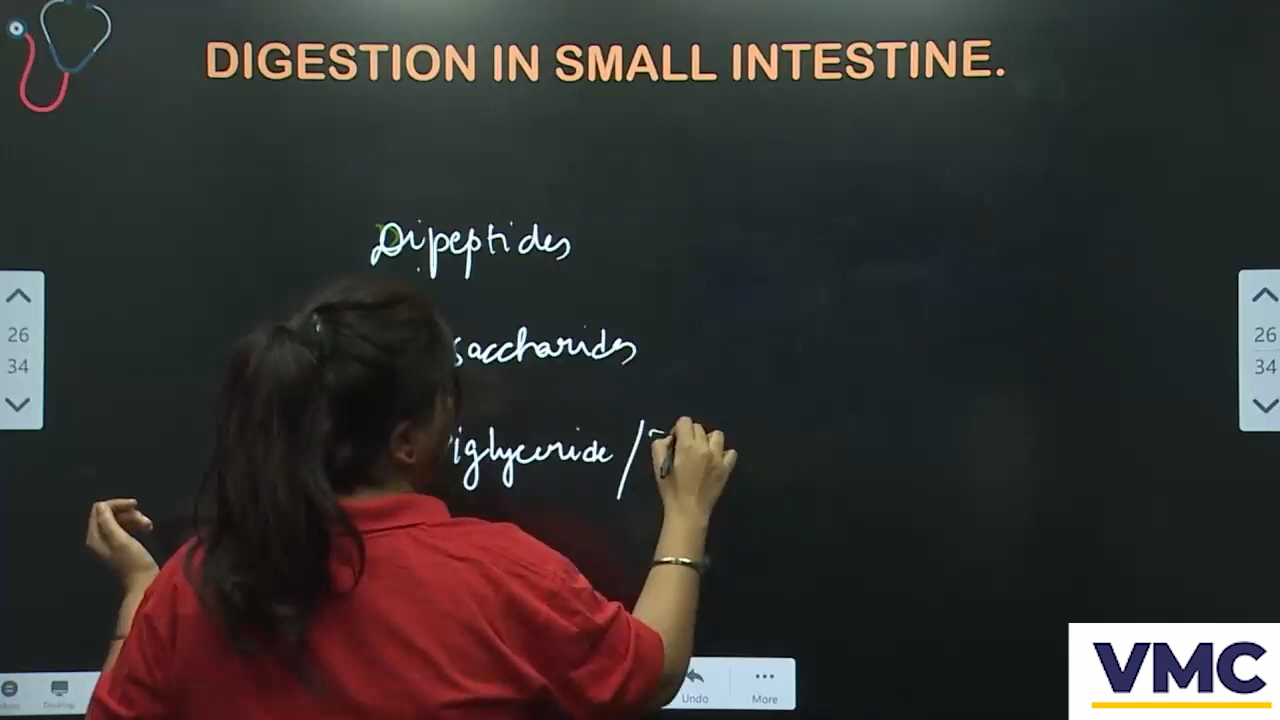 DIGESTION IN SMALL INTESTINE.
Dipeptides
saccharides
iglyceride /
26
34
26
34
Undo
More
VMC